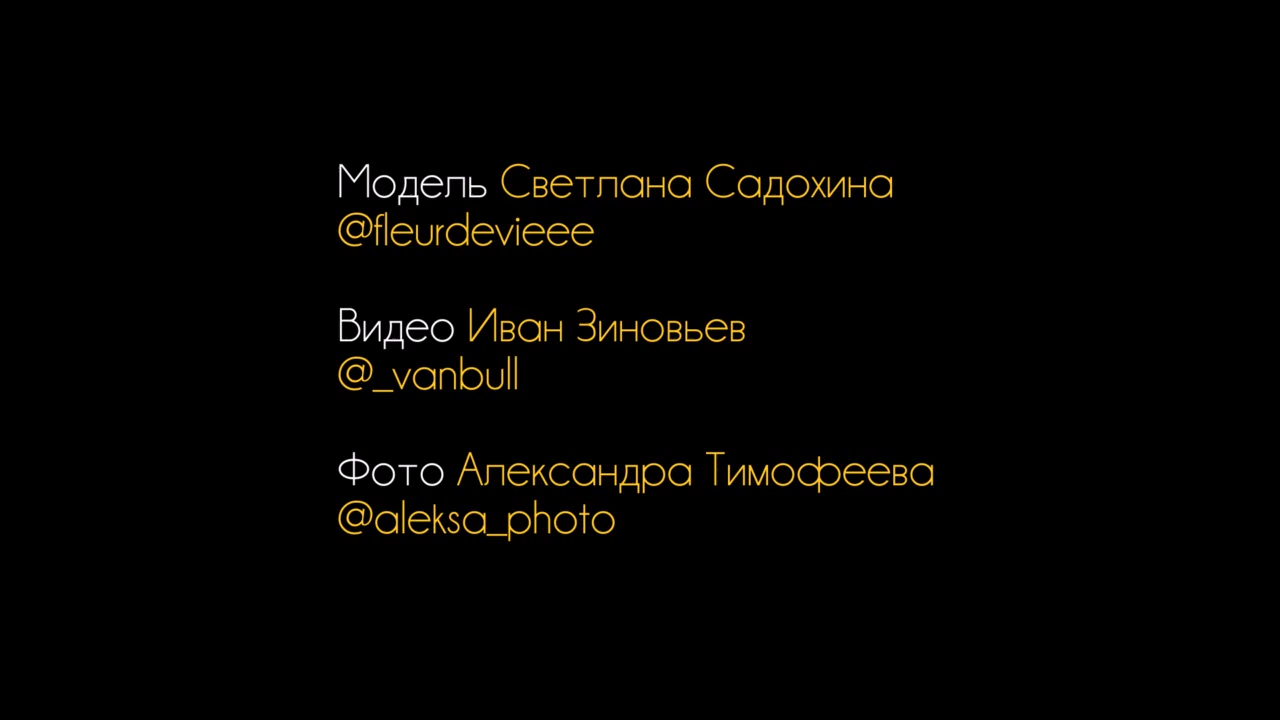 Модель Светлана Садохина
@fleurdevieee
Видео Иван Зиновьев
@_vanbull
Фото Александра Тимофеева
@aleksa_photo